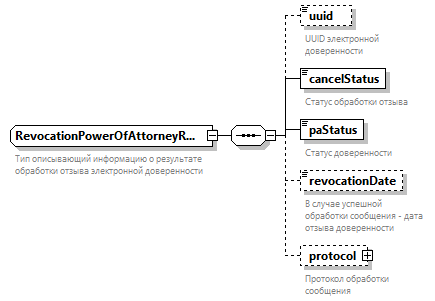 uuid
UUID электронной
доверенности
cancelStatus
Статус обработки отзыва
RevocationPowerOfAttorneyR...
Тип описывающий информацию о результате
обработки отзыва электронной доверенности
paStatus
Статус доверенности
revocationDate
В случае успешной
обработки сообщения - дата
отзыва доверенности
protocol
Протокол обработки
сообщения